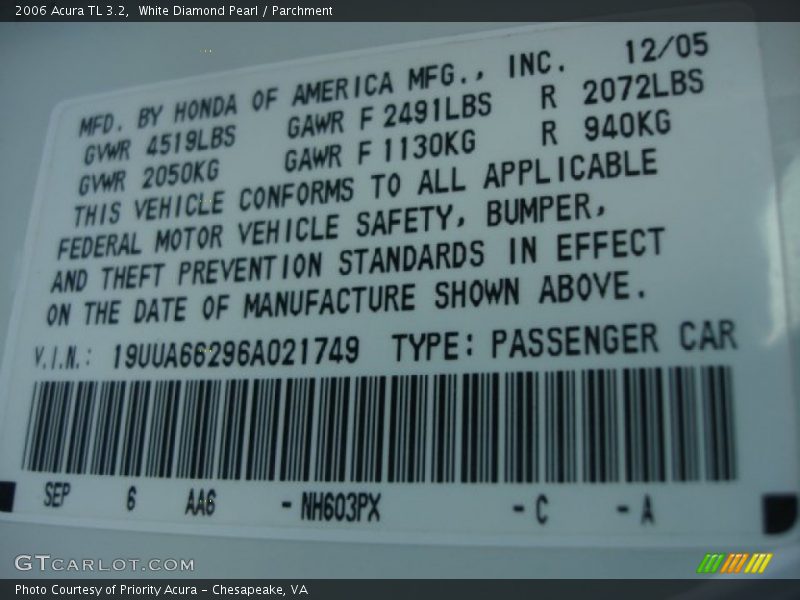 2006 Acura TL 3.2,  White Diamond Pearl / Parchment
MFD. BY HONDA OF AMERICA MFG., INC. 12/05
GVWR 4519LBS GAWR F 2491LBS R 2072LBS
GVWR 2050KG GAWR F 1130KG R 940KG
THIS VEHICLE CONFORMS TO ALL APPLICABLE
FEDERAL MOTOR VEHICLE SAFETY, BUMPER,
AND THEFT PREVENTION STANDARDS IN EFFECT
ON THE DATE OF MANUFACTURE SHOWN ABOVE.
V.I.N.: 19UUA66296A021749 TYPE: PASSENGER CAR
SEP 6 AA6 - NH603PX - C - A
GTCARLOT.COM
Photo Courtesy of Priority Acura – Chesapeake, VA